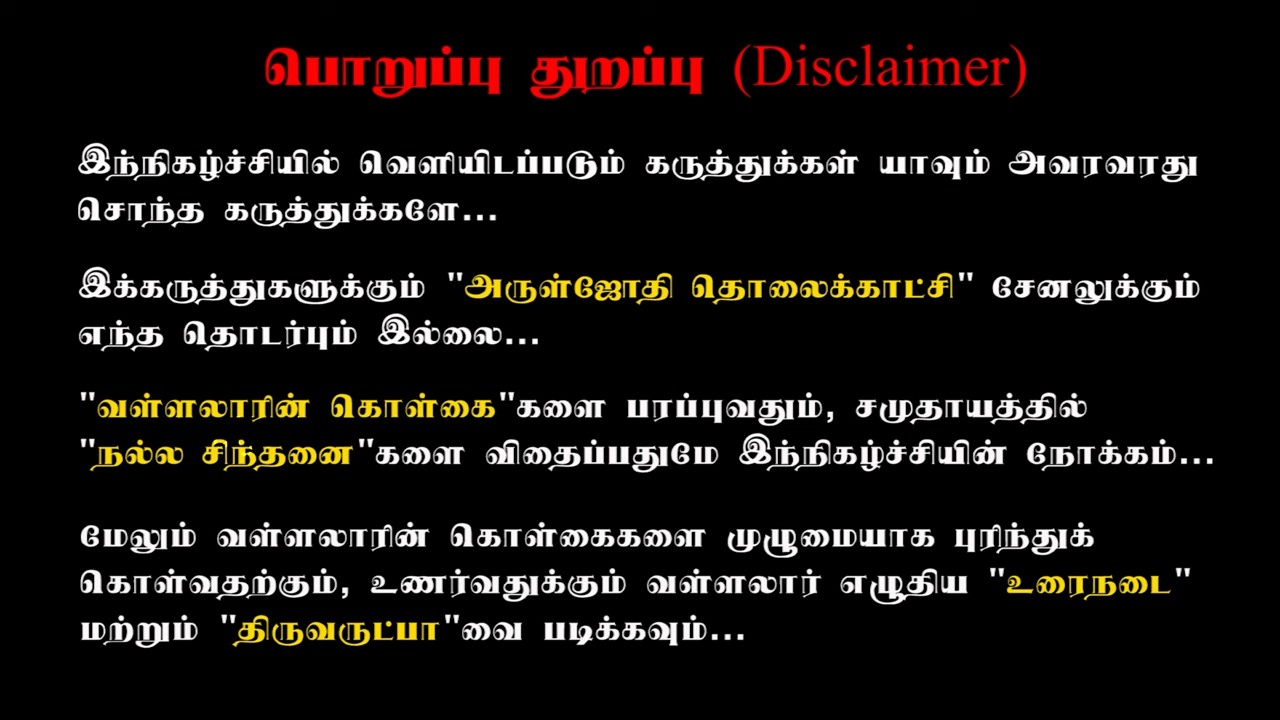 பொறுப்பு துறப்பு (Disclaimer)
இந்நிகழ்ச்சியில் வெளியிடப்படும் கருத்துக்கள் யாவும் அவரவரது
சொந்த கருத்துக்களே...
இக்கருத்துகளுக்கும் "அருள்ஜோதி தொலைக்காட்சி" சேனலுக்கும்
எந்த தொடர்பும் இல்லை...
"வள்ளலாரின் கொள்கை"களை பரப்புவதும், சமுதாயத்தில்
"நல்ல சிந்தனை"களை விதைப்பதுமே இந்நிகழ்ச்சியின் நோக்கம்...
மேலும் வள்ளலாரின் கொள்கைகளை முழுமையாக புரிந்துக்
கொள்வதற்கும், உணர்வதுக்கும் வள்ளலார் எழுதிய "உரைநடை"
மற்றும் "திருவருட்பா"வை படிக்கவும்...